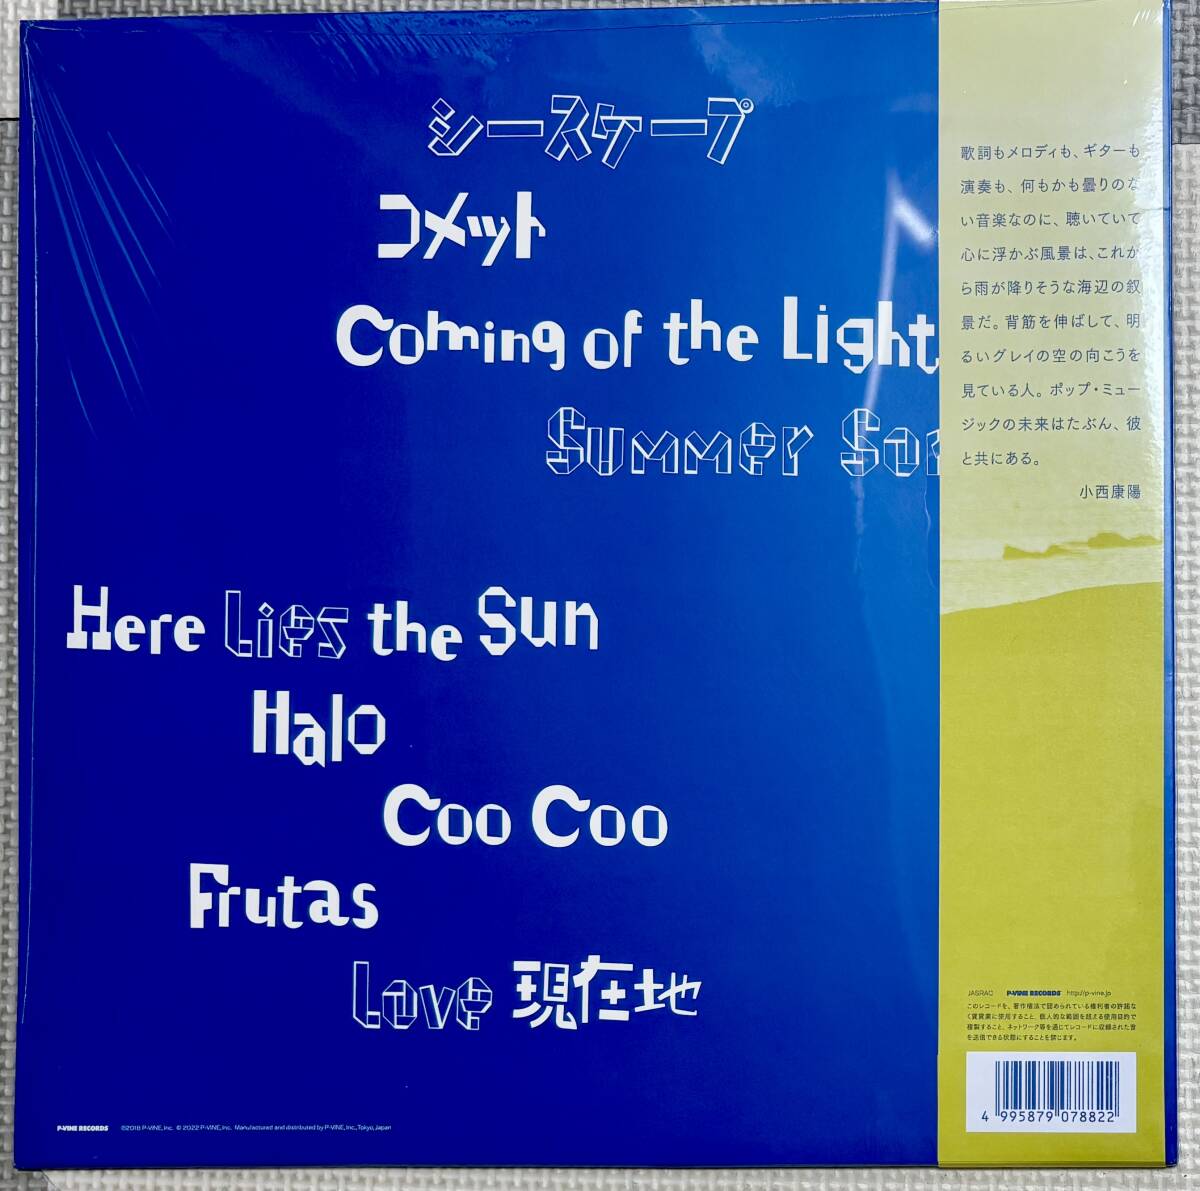 シースケープ
コメット
Coming of the Light
Summer
Here Lies the Sun
Halo
Coo Coo
Frutas
Love 現在地
P-VINE RECORDS ℗2018 P-VINE, Inc. © 2022 P-VINE, Inc. Manufactured and distributed by P-VINE, Inc., Tokyo, Japan
歌詞もメロディも、ギターも
演奏も、何もかも曇りのな
い音楽なのに、聴いていて
心に浮かぶ風景は、これか
ら雨が降りそうな海辺の叙
景だ。背筋を伸ばして、明
るいグレイの空の向こうを
見ている人。ポップ・ミュー
ジックの未来はたぶん、彼
と共にある。
小西康陽
JASRAC P-VINE RECORDS http://p-vine.jp
このレコードを、著作権法で認められている権利者の許諾な
く賃貸業に使用すること、個人的な範囲を超える使用目的で
複製すること、ネットワーク等を通じてレコードに収録された音
を送信できる状態にすることを禁じます。
4 995879 078822